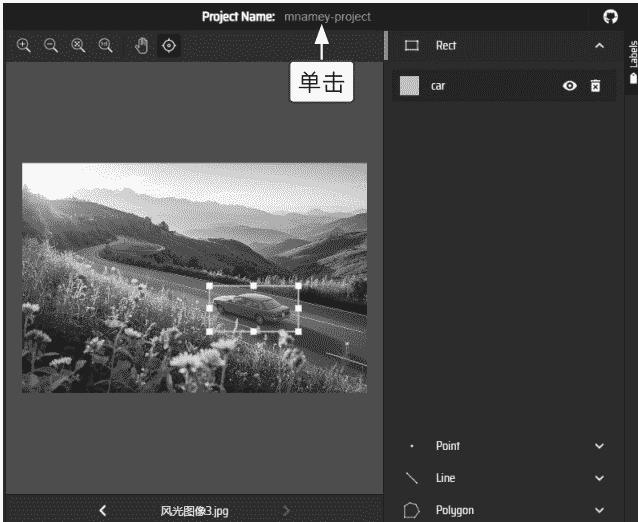 Project Name: mnamey-project
单击
Rect
Labels
car
Point
Line
风光图像3.jpg
Polygon